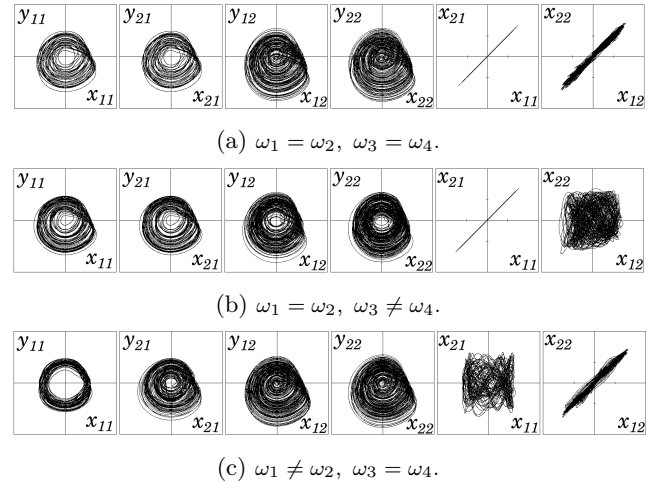 y11 y21 y12 y22 x21 x22
x11 x21 x12 x22 x11 x12
(a) ω1 = ω2, ω3 = ω4.
y11 y21 y12 y22 x21 x22
x11 x21 x12 x22 x11 x12
(b) ω1 = ω2, ω3 ≠ ω4.
y11 y21 y12 y22 x21 x22
x11 x21 x12 x22 x11 x12
(c) ω1 ≠ ω2, ω3 = ω4.